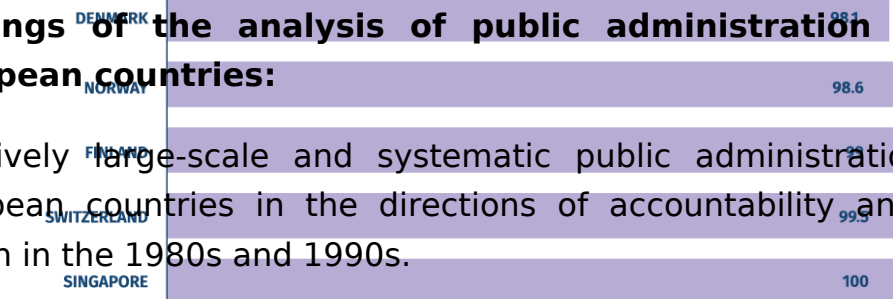 DENMARK 98.1
ngs of the analysis of public administration
pean countries:
NORWAY 98.6
ively large-scale and systematic public administratio
FINLAND 99
pean countries in the directions of accountability an
SWITZERLAND 99.5
n in the 1980s and 1990s.
SINGAPORE 100